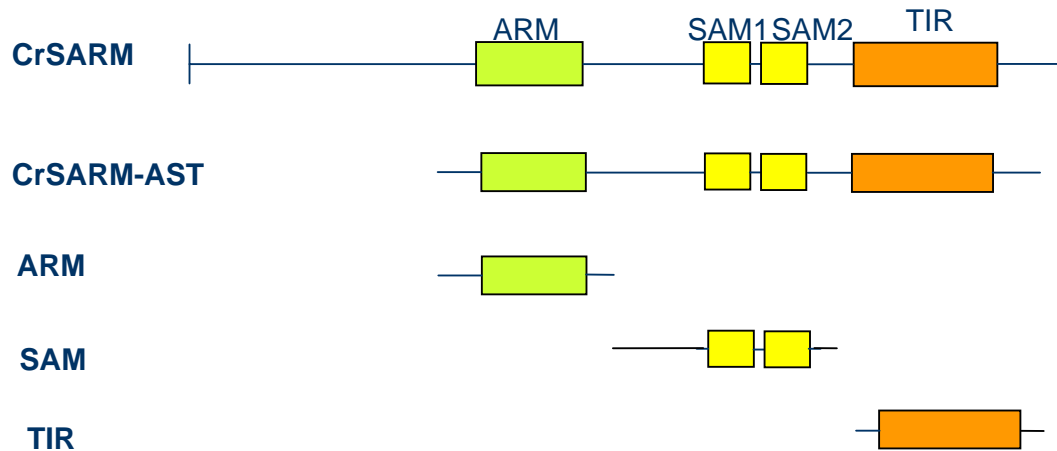 ARM SAM1 SAM2 TIR
CrSARM
CrSARM-AST
ARM
SAM
TIR